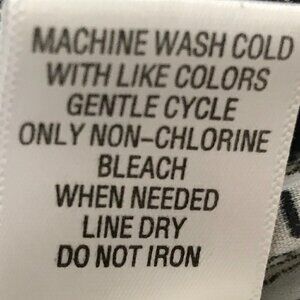 MACHINE WASH COLD
WITH LIKE COLORS
GENTLE CYCLE
ONLY NON-CHLORINE
BLEACH
WHEN NEEDED
LINE DRY
DO NOT IRON